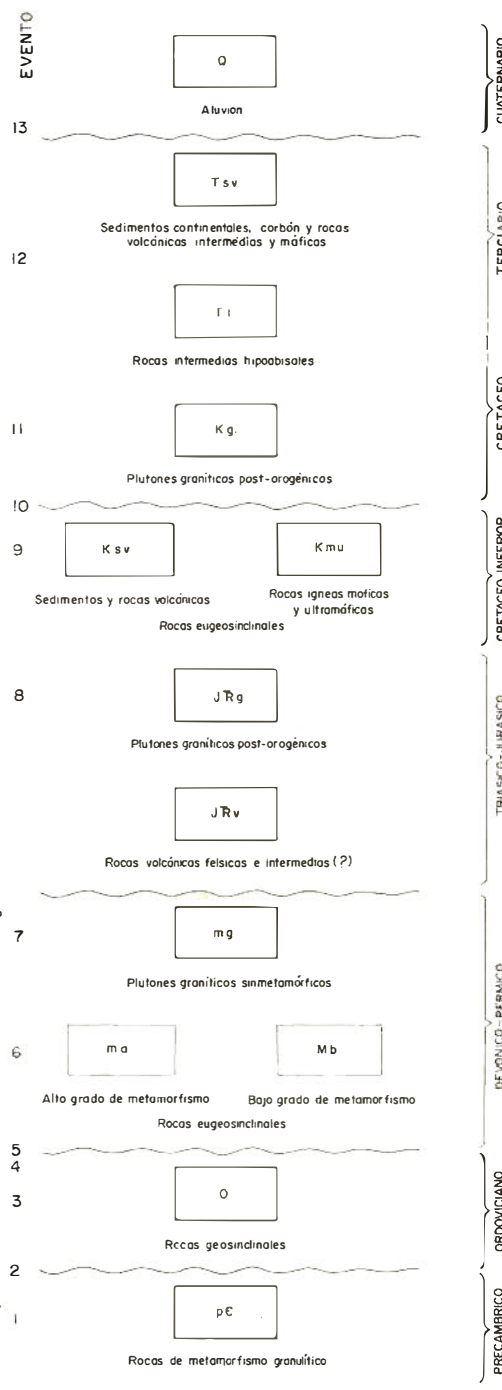 EVENTO
Q
Aluvion
CUATERNARIO
13
Tsv
Sedimentos continentales, carbón y rocas
volcánicas intermedias y máficas
12
TERCIARIO
Ti
Rocas intermedias hipoabisales
11
Kg.
Plutones graníticos post-orogénicos
CRETACEO
10
9
Ksv
Kmu
Sedimentos y rocas volcánicas
Rocas igneas maficas
y ultramáficas
Rocas eugeosinclinales
CRETACEO INFERIOR
8
JTRg
Plutones graníticos post-orogénicos
JTRv
Rocas volcánicas felsicas e intermedias (?)
TRIASICO-JURASICO
7
mg
Plutones graníticos sinmetamórficos
6
ma
Mb
Alto grado de metamorfismo
Bajo grado de metamorfismo
Rocas eugeosinclinales
DEVONICO-PERMICO
5
4
3
O
Rocas geosinclinales
ORDOVICIANO
2
1
p€
Rocas de metamorfismo granulítico
PRECAMBRICO